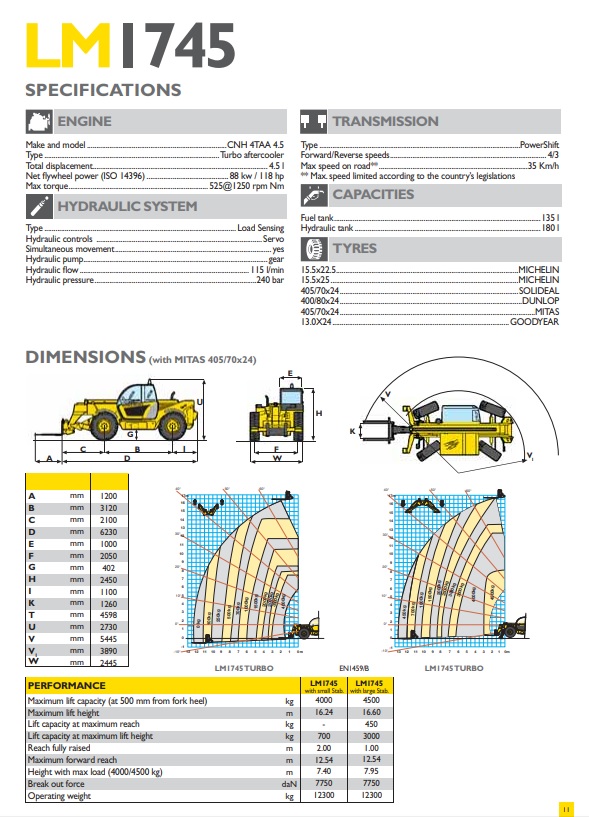 LM1745
SPECIFICATIONS
ENGINE
Make and model CNH 4TAA 4.5
Type Turbo aftercooler
Total displacement 4.5 l
Net flywheel power (ISO 14396) 88 kw / 118 hp
Max torque 525@1250 rpm Nm
HYDRAULIC SYSTEM
Type Load Sensing
Hydraulic controls Servo
Simultaneous movement yes
Hydraulic pump gear
Hydraulic flow 115 l/min
Hydraulic pressure 240 bar
TRANSMISSION
Type PowerShift
Forward/Reverse speeds 4/3
Max speed on road** 35 Km/h
** Max. speed limited according to the country's legislations
CAPACITIES
Fuel tank 135 l
Hydraulic tank 180 l
TYRES
15.5x22.5 MICHELIN
15.5x25 MICHELIN
405/70x24 SOLIDEAL
400/80x24 DUNLOP
405/70x24 MITAS
13.0X24 GOODYEAR
DIMENSIONS (with MITAS 405/70x24)
U
G
C B I
A D
E
H
F
W
V
K
V1
A mm 1200
B mm 3120
C mm 2100
D mm 6230
E mm 1000
F mm 2050
G mm 402
H mm 2450
I mm 1100
K mm 1260
T mm 4598
U mm 2730
V mm 5445
V1 mm 3890
W mm 2445
LM1745 TURBO EN1459/B LM1745 TURBO
PERFORMANCE LM1745 with small Stab. LM1745 with large Stab.
Maximum lift capacity (at 500 mm from fork heel) kg 4000 4500
Maximum lift height m 16.24 16.60
Lift capacity at maximum reach kg - 450
Lift capacity at maximum lift height kg 700 3000
Reach fully raised m 2.00 1.00
Maximum forward reach m 12.54 12.54
Height with max load (4000/4500 kg) m 7.40 7.95
Break out force daN 7750 7750
Operating weight kg 12300 12300
11